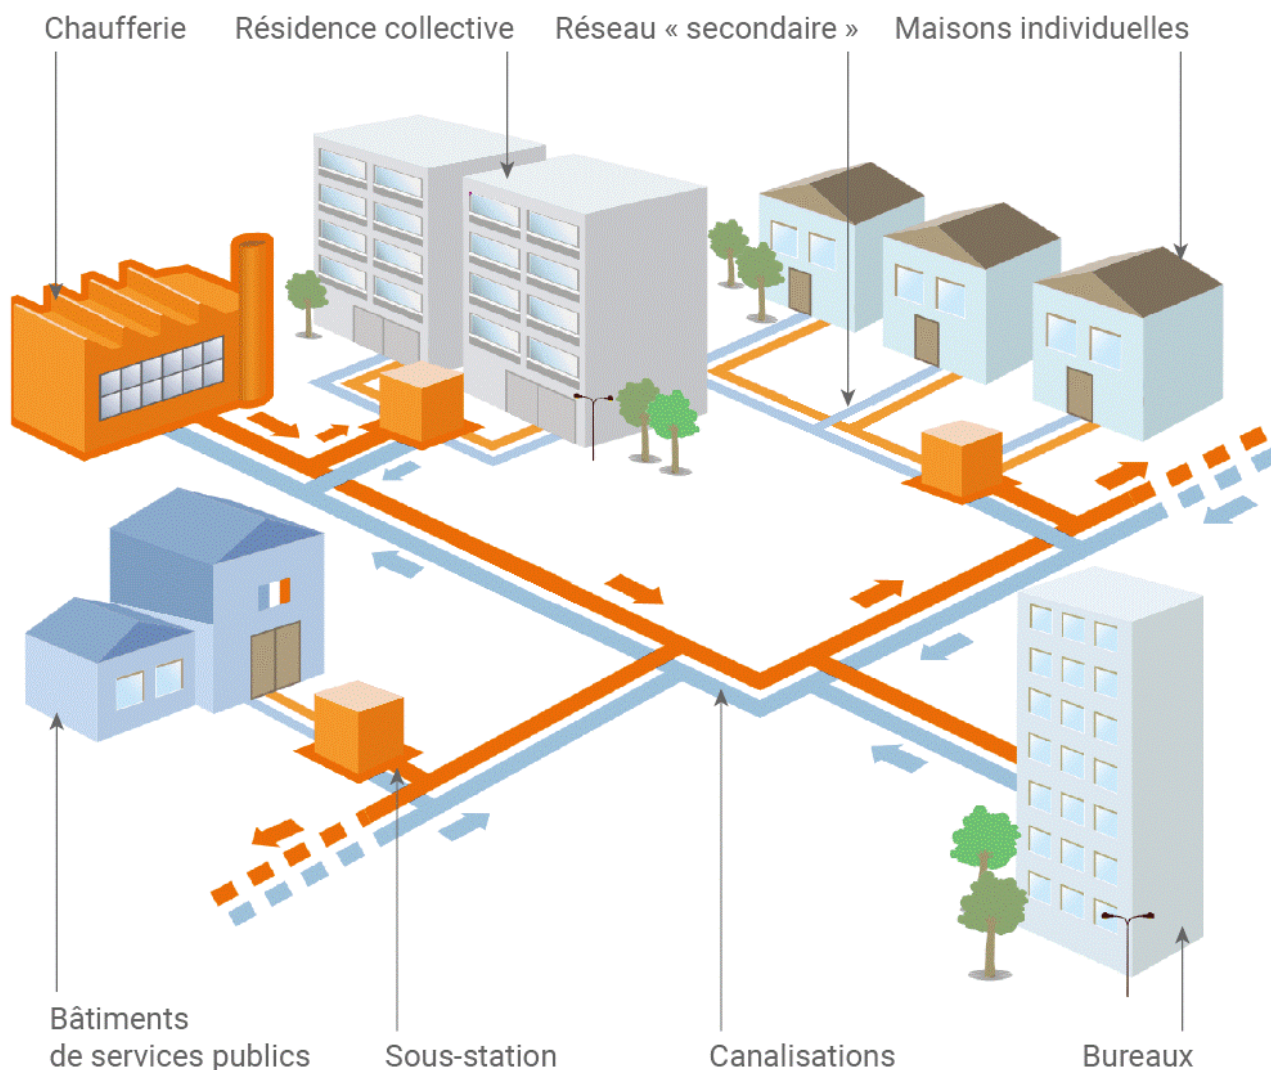 Chaufferie
Résidence collective
Réseau « secondaire »
Maisons individuelles
Bâtiments
de services publics
Sous-station
Canalisations
Bureaux